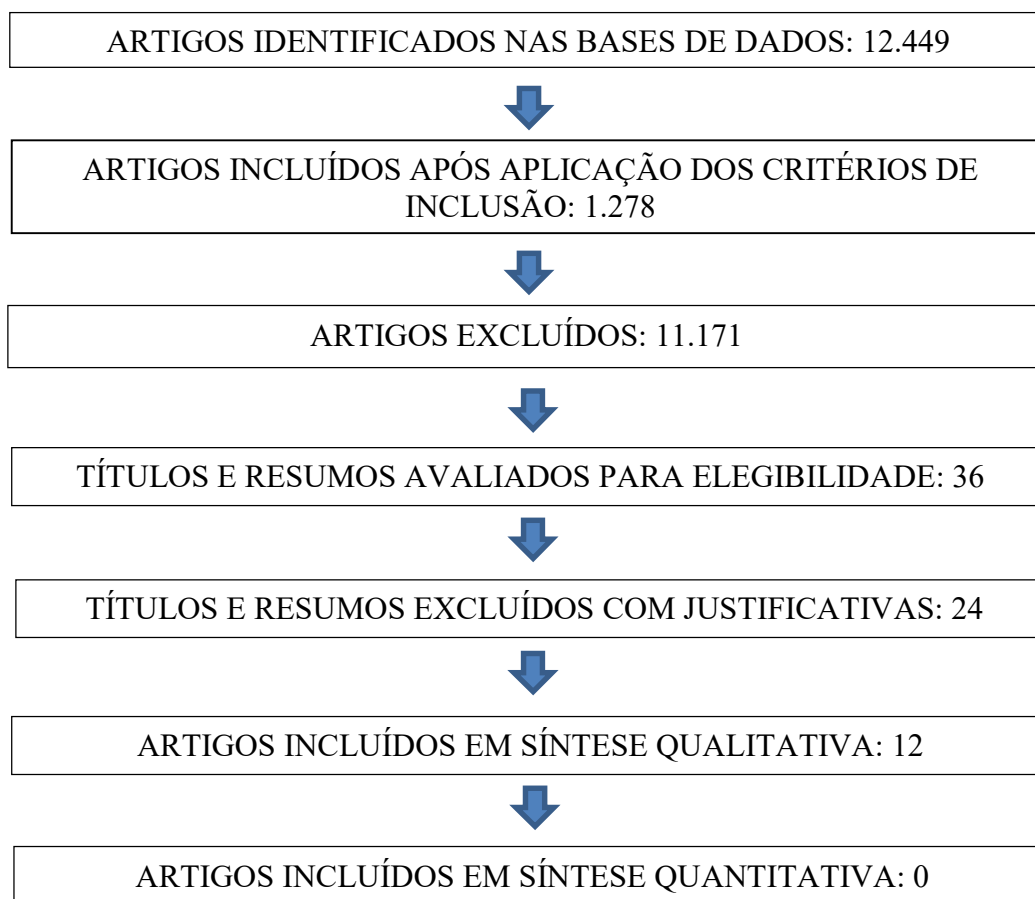 ARTIGOS IDENTIFICADOS NAS BASES DE DADOS: 12.449
ARTIGOS INCLUÍDOS APÓS APLICAÇÃO DOS CRITÉRIOS DE
INCLUSÃO: 1.278
ARTIGOS EXCLUÍDOS: 11.171
TÍTULOS E RESUMOS AVALIADOS PARA ELEGIBILIDADE: 36
TÍTULOS E RESUMOS EXCLUÍDOS COM JUSTIFICATIVAS: 24
ARTIGOS INCLUÍDOS EM SÍNTESE QUALITATIVA: 12
ARTIGOS INCLUÍDOS EM SÍNTESE QUANTITATIVA: 0